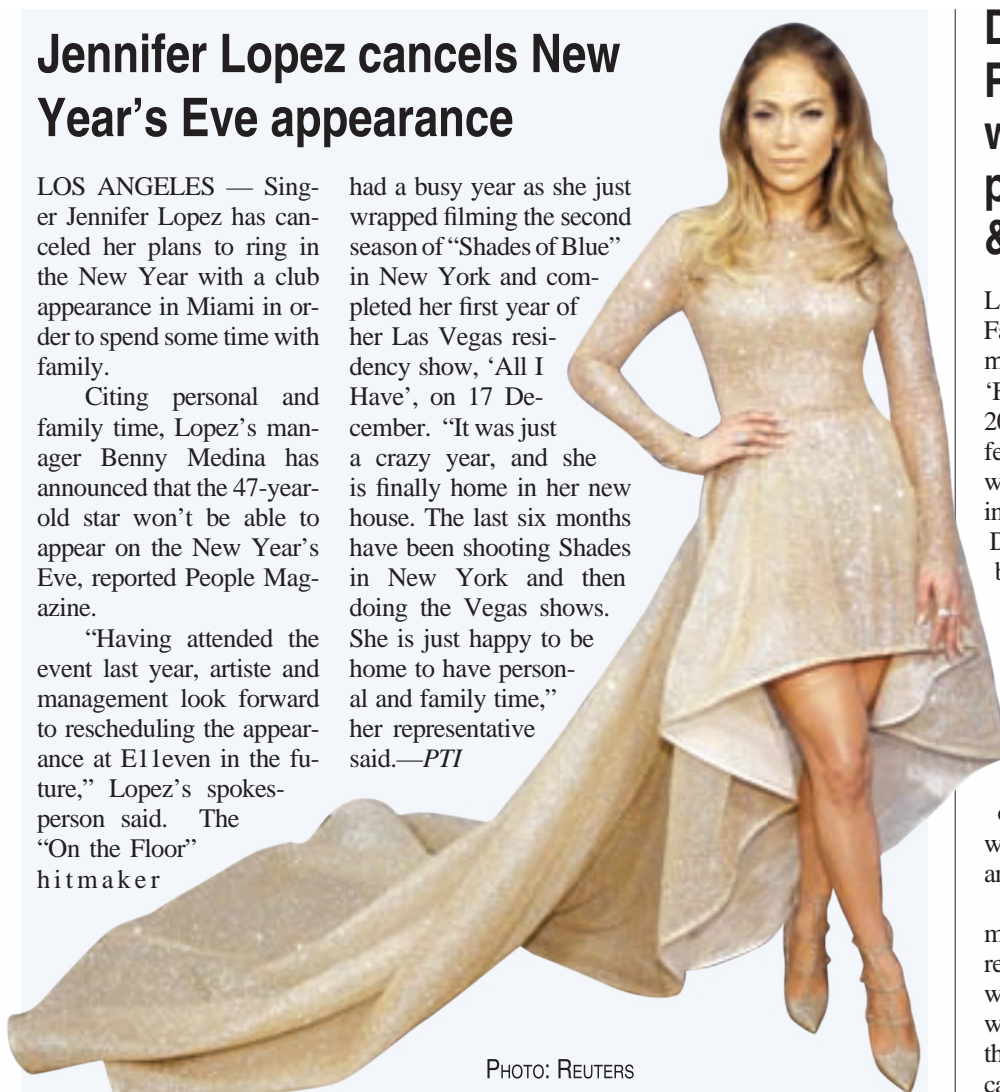 Jennifer Lopez cancels New
Year’s Eve appearance
LOS ANGELES — Sing-
er Jennifer Lopez has can-
celed her plans to ring in
the New Year with a club
appearance in Miami in or-
der to spend some time with
family.
Citing personal and
family time, Lopez’s man-
ager Benny Medina has
announced that the 47-year-
old star won’t be able to
appear on the New Year’s
Eve, reported People Mag-
azine.
“Having attended the
event last year, artiste and
management look forward
to rescheduling the appear-
ance at E11even in the fu-
ture,” Lopez’s spokes-
person said. The
“On the Floor”
hitmaker
had a busy year as she just
wrapped filming the second
season of “Shades of Blue”
in New York and com-
pleted her first year of
her Las Vegas resi-
dency show, ‘All I
Have’, on 17 De-
cember. “It was just
a crazy year, and she
is finally home in her new
house. The last six months
have been shooting Shades
in New York and then
doing the Vegas shows.
She is just happy to be
home to have person-
al and family time,”
her representative
said.—PTI
PHOTO: REUTERS